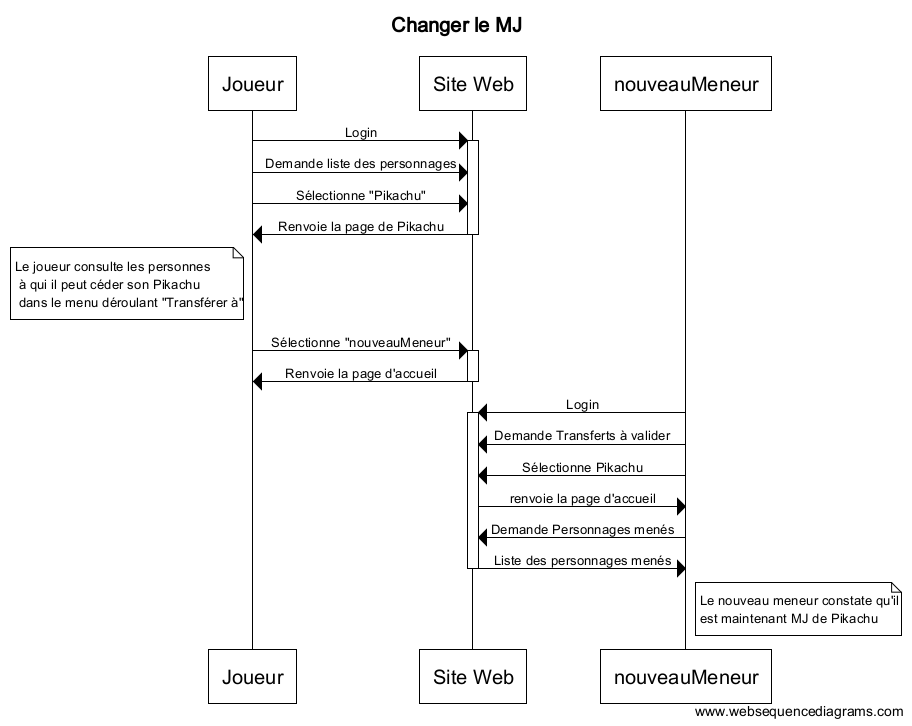 Changer le MJ
Joueur
Site Web
nouveauMeneur
Login
Demande liste des personnages
Sélectionne "Pikachu"
Renvoie la page de Pikachu
Le joueur consulte les personnes
à qui il peut céder son Pikachu
dans le menu déroulant "Transférer à"
Sélectionne "nouveauMeneur"
Renvoie la page d'accueil
Login
Demande Transferts à valider
Sélectionne Pikachu
renvoie la page d'accueil
Demande Personnages menés
Liste des personnages menés
Le nouveau meneur constate qu'il
est maintenant MJ de Pikachu
Joueur
Site Web
nouveauMeneur
www.websequencediagrams.com